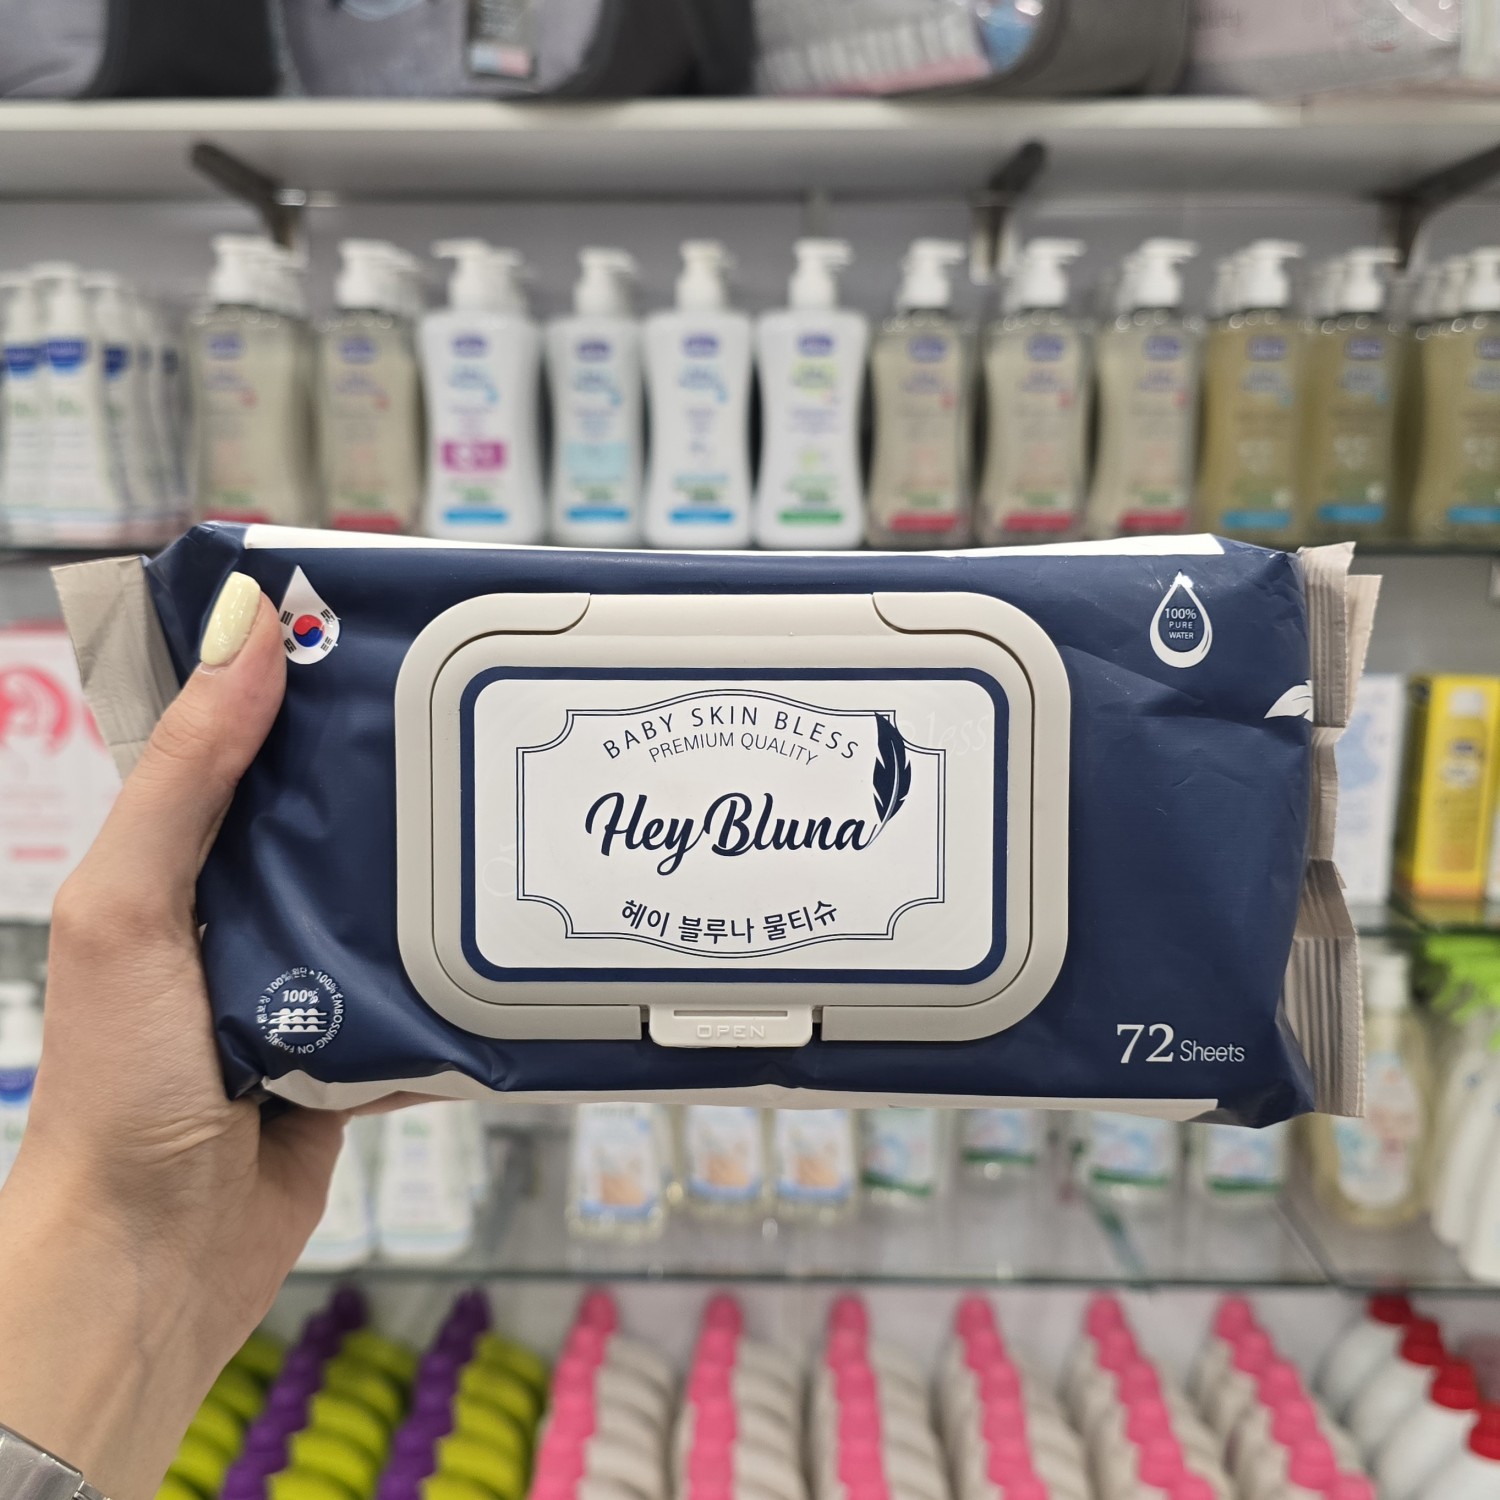 100%
PURE
WATER
BABY SKIN BLESS
PREMIUM QUALITY
Hey Bluna
헤이 블루나 물티슈
OPEN
100%
100% EMBOSSING ON FABRIC
72 Sheets